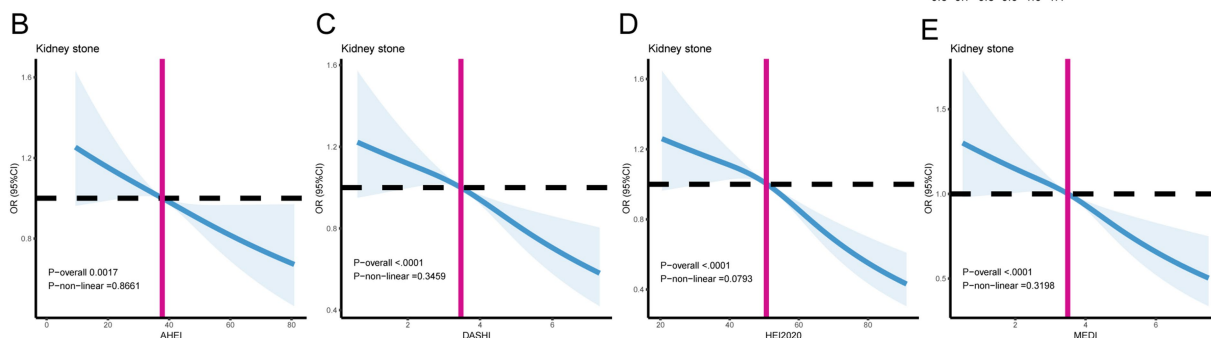 B
Kidney stone
OR (95%CI)
1.6
1.2
0.8
P-overall 0.0017
P-non-linear =0.8661
0
20
40
60
80
AHEI
C
Kidney stone
OR (95%CI)
1.6
1.2
0.8
0.4
P-overall <.0001
P-non-linear =0.3459
2
4
6
DASHI
D
Kidney stone
OR (95%CI)
1.6
1.2
0.8
0.4
P-overall <.0001
P-non-linear =0.0793
20
40
60
80
HEI2020
E
Kidney stone
OR (95%CI)
1.5
1.0
0.5
P-overall <.0001
P-non-linear =0.3198
2
4
6
MEDI